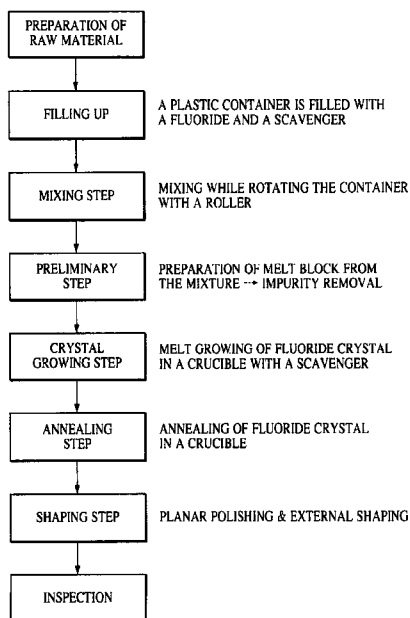 PREPARATION OF
RAW MATERIAL
FILLING UP
A PLASTIC CONTAINER IS FILLED WITH
A FLUORIDE AND A SCAVENGER
MIXING STEP
MIXING WHILE ROTATING THE CONTAINER
WITH A ROLLER
PRELIMINARY
STEP
PREPARATION OF MELT BLOCK FROM
THE MIXTURE → IMPURITY REMOVAL
CRYSTAL
GROWING STEP
MELT GROWING OF FLUORIDE CRYSTAL
IN A CRUCIBLE WITH A SCAVENGER
ANNEALING
STEP
ANNEALING OF FLUORIDE CRYSTAL
IN A CRUCIBLE
SHAPING STEP
PLANAR POLISHING & EXTERNAL SHAPING
INSPECTION